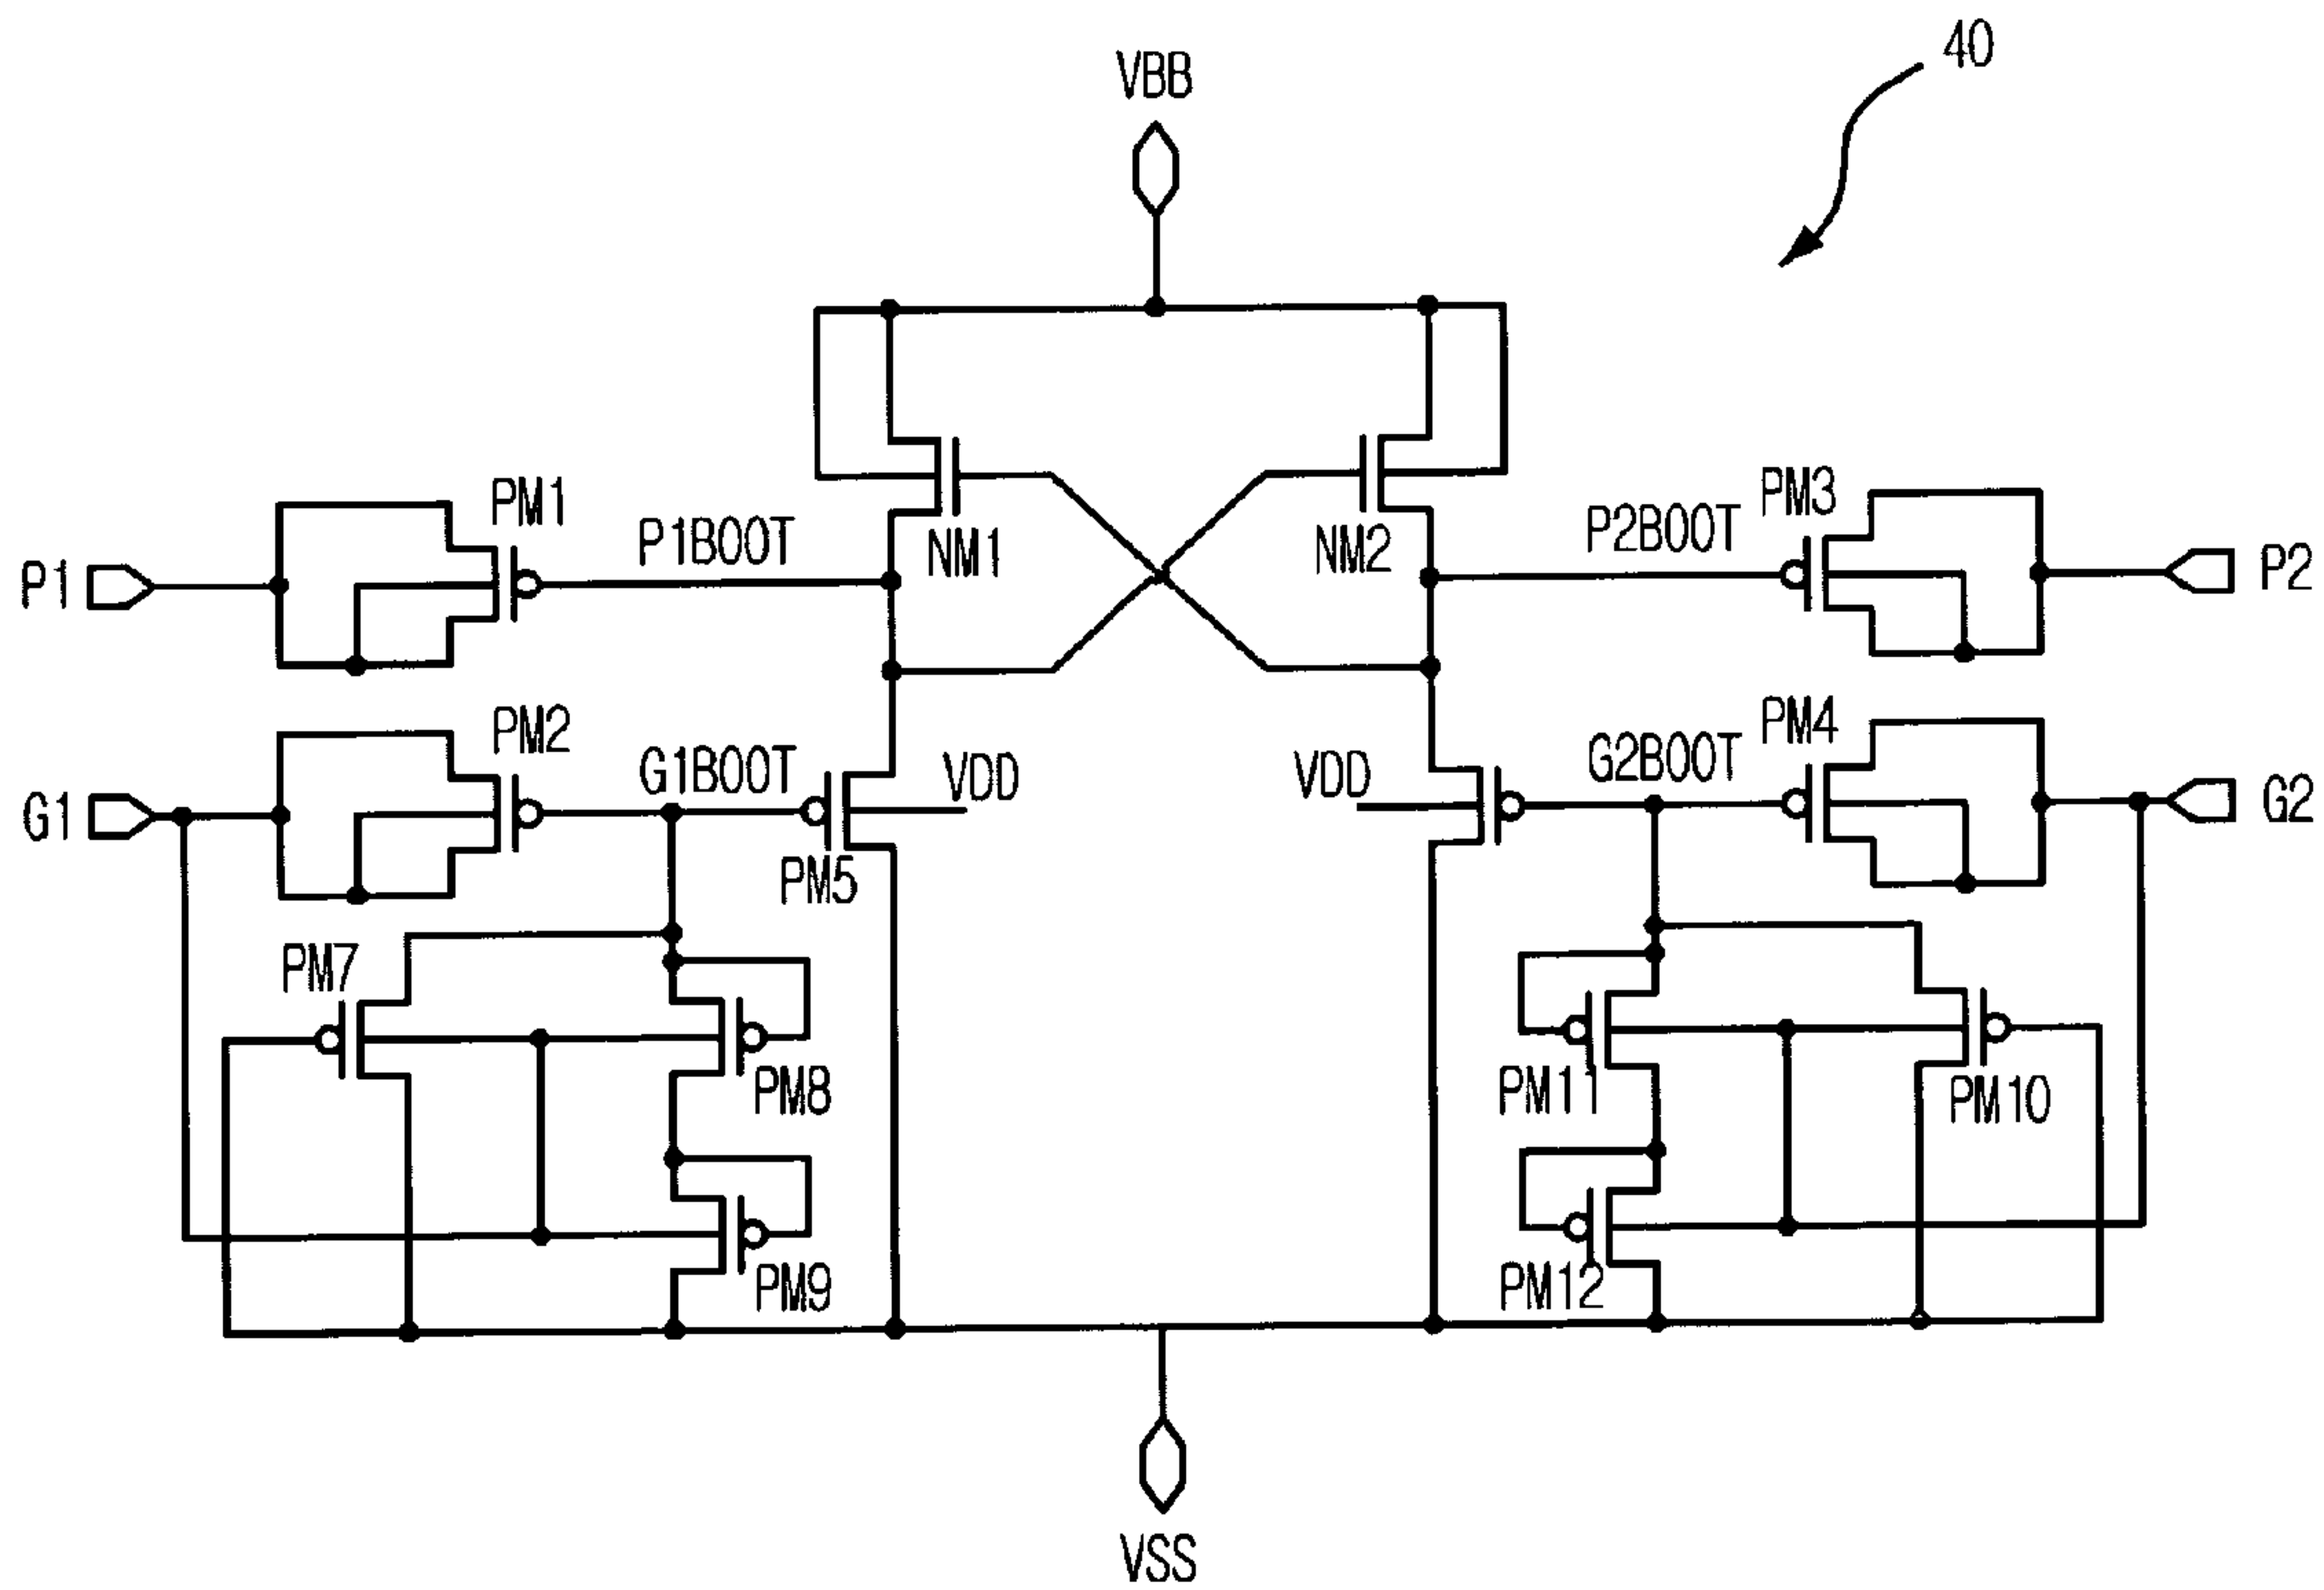 40
VBB
PM1
P1BOOT
NM1
NM2
P2BOOT
PM3
P1
P2
PM2
G1BOOT
VDD
VDD
G2BOOT
PM4
G1
G2
PM5
PM7
PM8
PM11
PM10
PM9
PM12
VSS